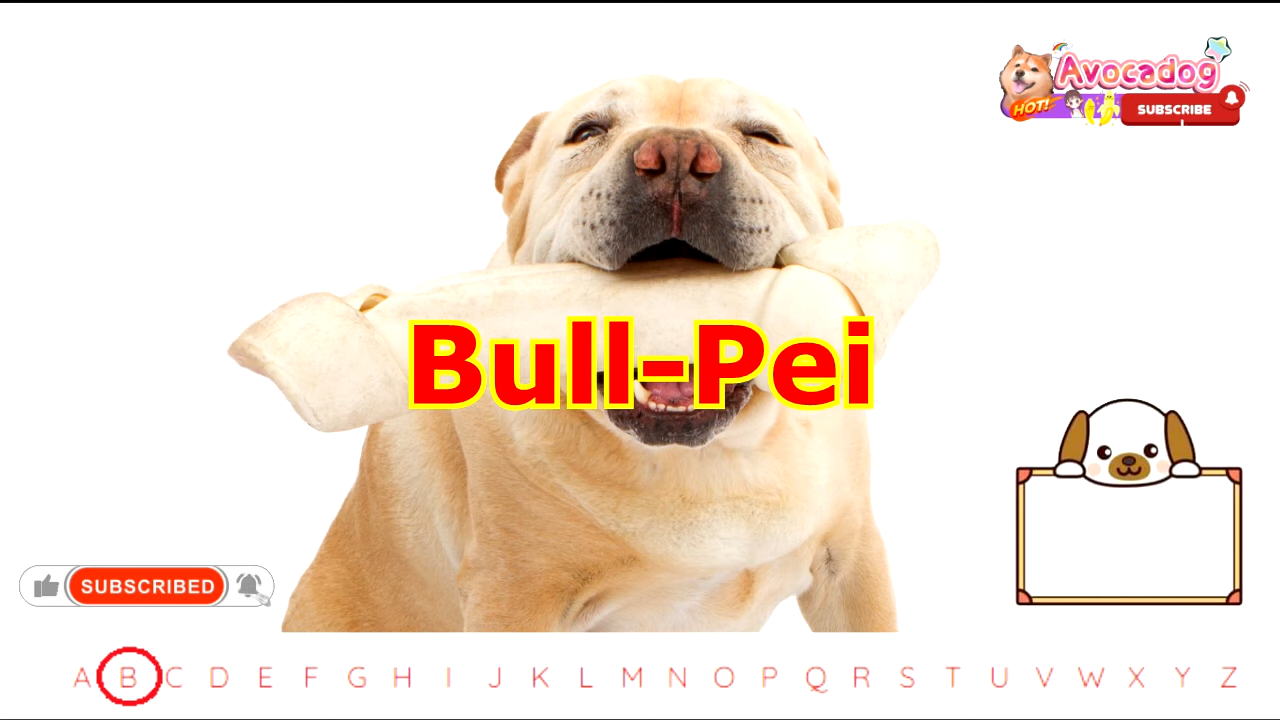 Avocadog
HOT!
SUBSCRIBE
Bull-Pei
SUBSCRIBED
A B C D E F G H I J K L M N O P Q R S T U V W X Y Z